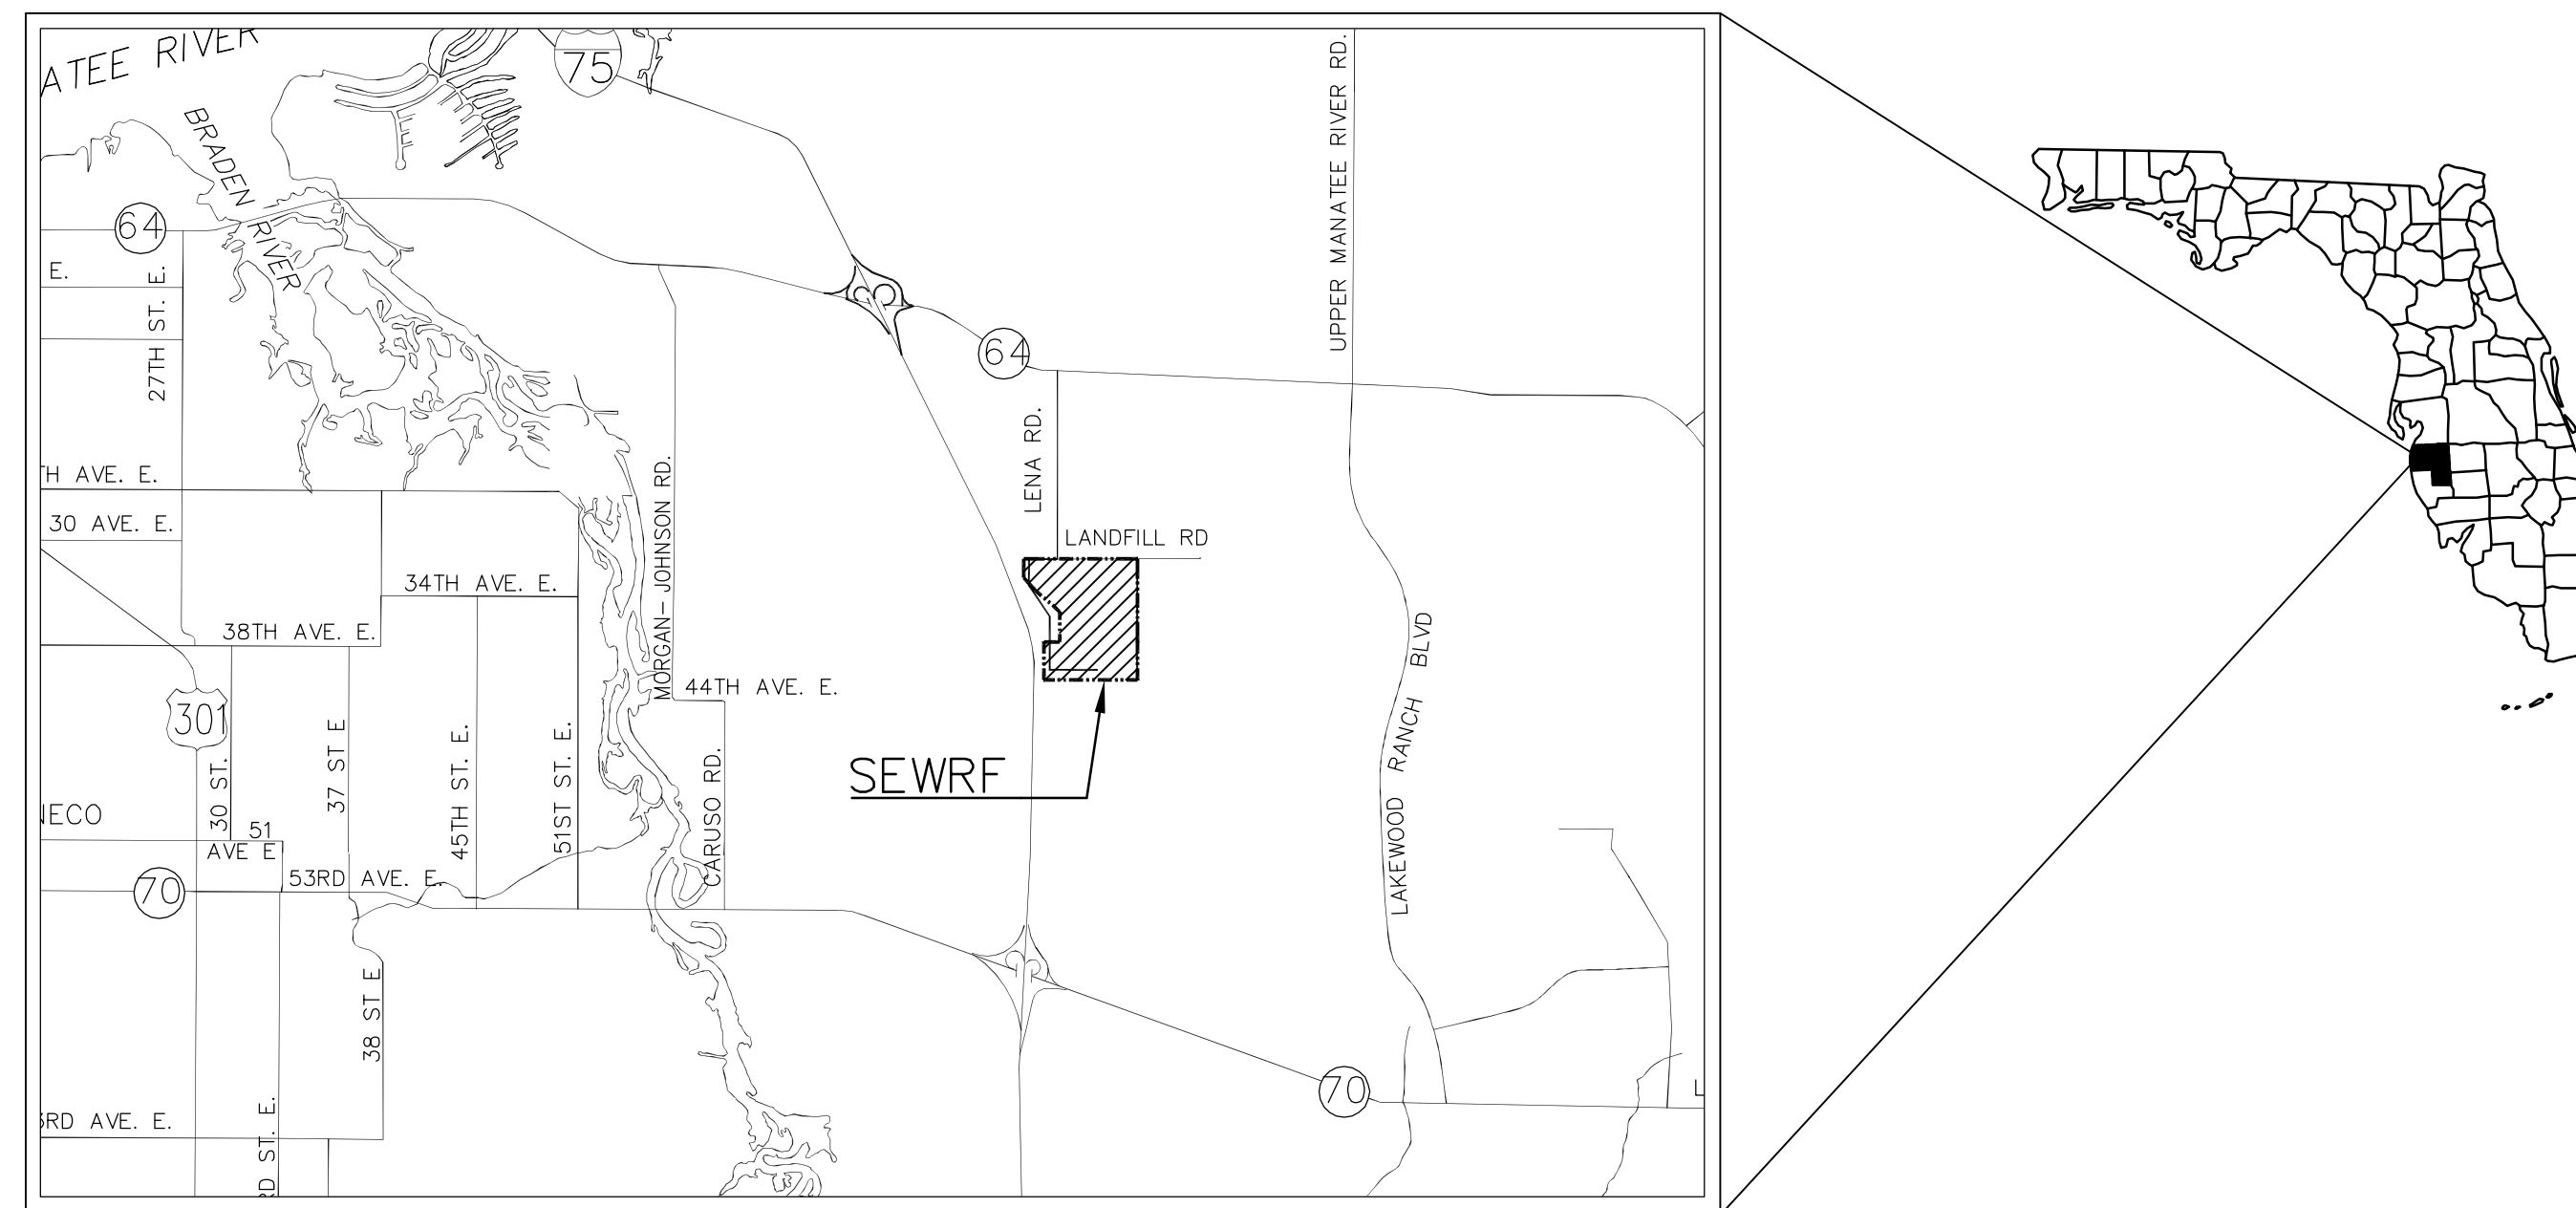 ATEE RIVER
75
UPPER MANATEE RIVER RD.
BRADEN RIVER
64
E.
27TH ST. E.
64
LENA RD.
TH AVE. E.
MORGAN-JOHNSON RD.
30 AVE. E.
LANDFILL RD
34TH AVE. E.
38TH AVE. E.
44TH AVE. E.
LAKEWOOD RANCH BLVD
301
30 ST.
37 ST E
45TH ST. E.
51ST ST. E.
CARUSO RD.
SEWRF
NECO
51
AVE E
53RD AVE. E.
70
38 ST E
70
3RD AVE. E.
RD ST. E.
L